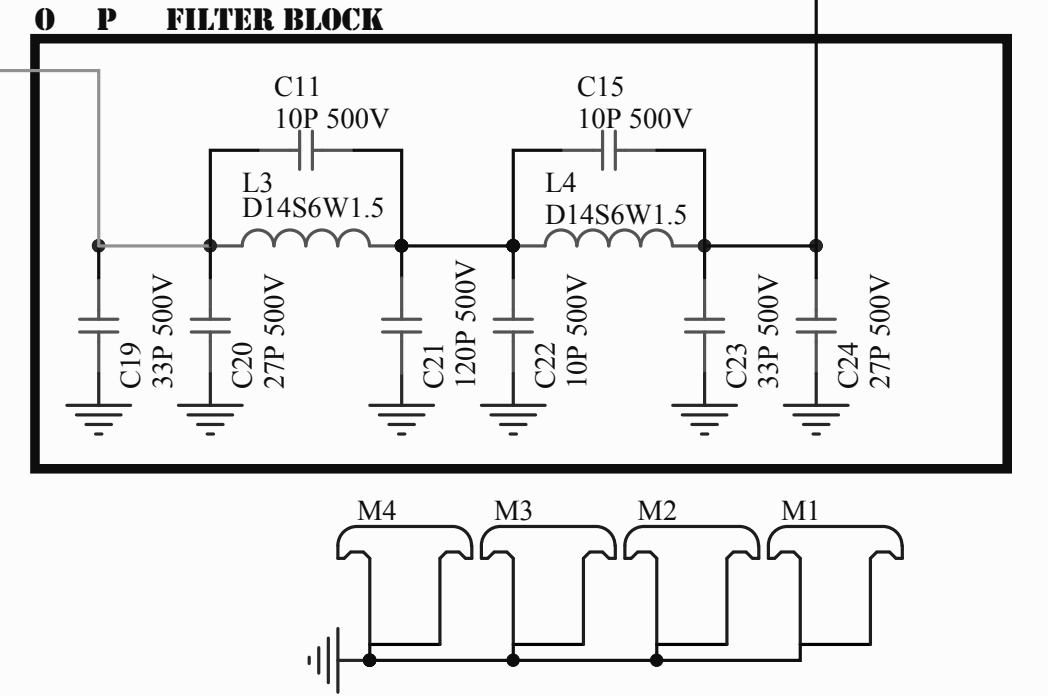 O P FILTER BLOCK
C11
10P 500V
C15
10P 500V
L3
D14S6W1.5
L4
D14S6W1.5
C19
33P 500V
C20
27P 500V
C21
120P 500V
C22
10P 500V
C23
33P 500V
C24
27P 500V
M4
M3
M2
M1